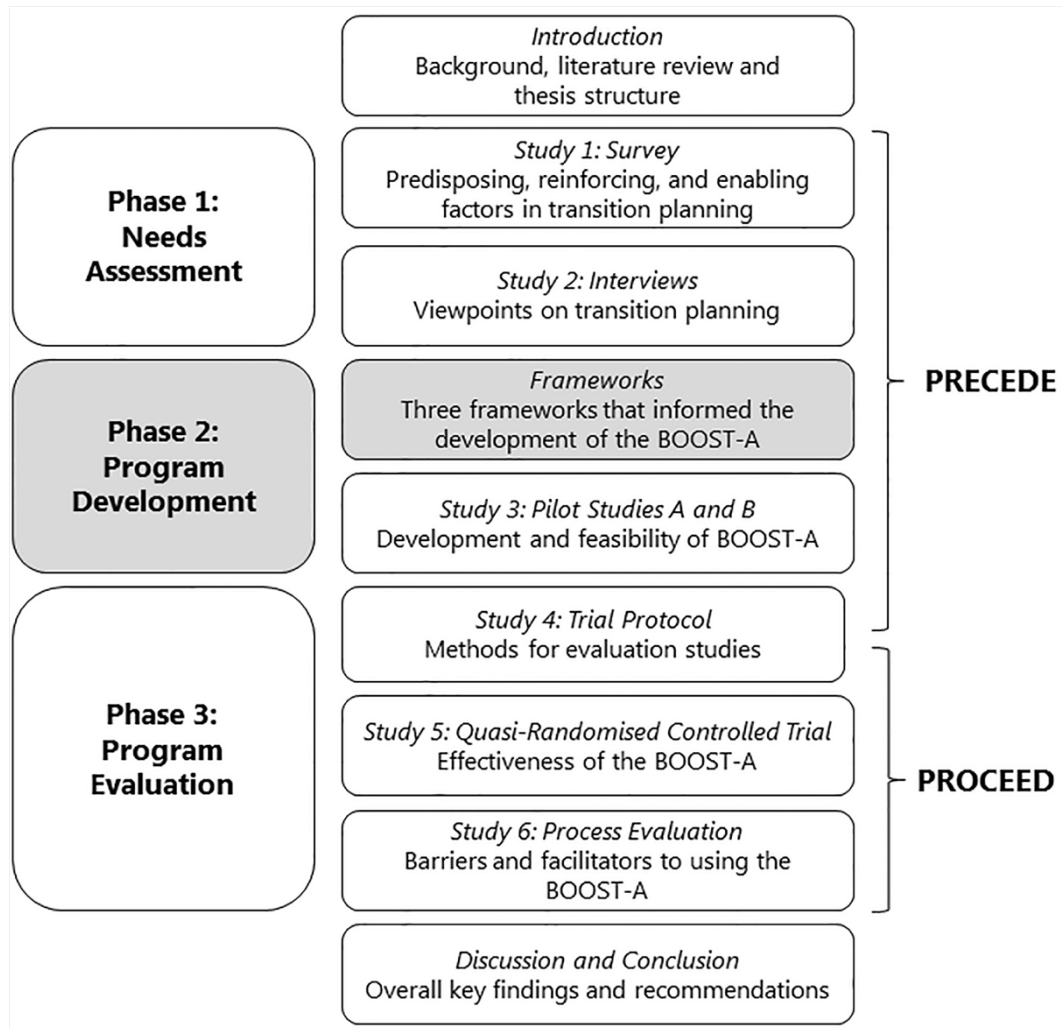 Introduction
Background, literature review and
thesis structure
Phase 1:
Needs
Assessment
Study 1: Survey
Predisposing, reinforcing, and enabling
factors in transition planning
Study 2: Interviews
Viewpoints on transition planning
Phase 2:
Program
Development
Frameworks
Three frameworks that informed the
development of the BOOST-A
Study 3: Pilot Studies A and B
Development and feasibility of BOOST-A
PRECEDE
Phase 3:
Program
Evaluation
Study 4: Trial Protocol
Methods for evaluation studies
Study 5: Quasi-Randomised Controlled Trial
Effectiveness of the BOOST-A
Study 6: Process Evaluation
Barriers and facilitators to using the
BOOST-A
PROCEED
Discussion and Conclusion
Overall key findings and recommendations